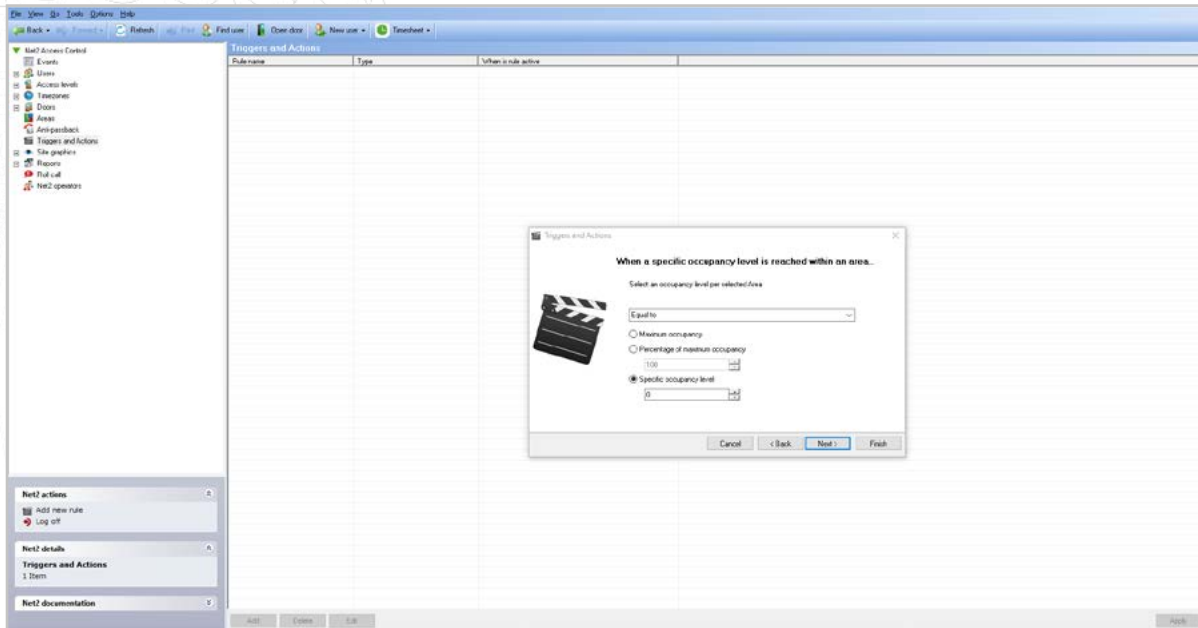 File View Go Tools Options Help
Back Forward Refresh Print Find user Open door New user Timesheet
Net2 Access Control
Events
Users
Access levels
Timezones
Doors
Areas
Anti-passback
Triggers and Actions
Site graphics
Reports
Roll call
Net2 operators
Triggers and Actions
Rule name Type When is rule active
Triggers and Actions
When a specific occupancy level is reached within an area...
Select an occupancy level per selected Area
Equal to
Maximum occupancy
Percentage of maximum occupancy
100
Specific occupancy level
0
Cancel < Back Next > Finish
Net2 actions
Add new rule
Log off
Net2 details
Triggers and Actions
1 Item
Net2 documentation
Add Delete Edit Apply